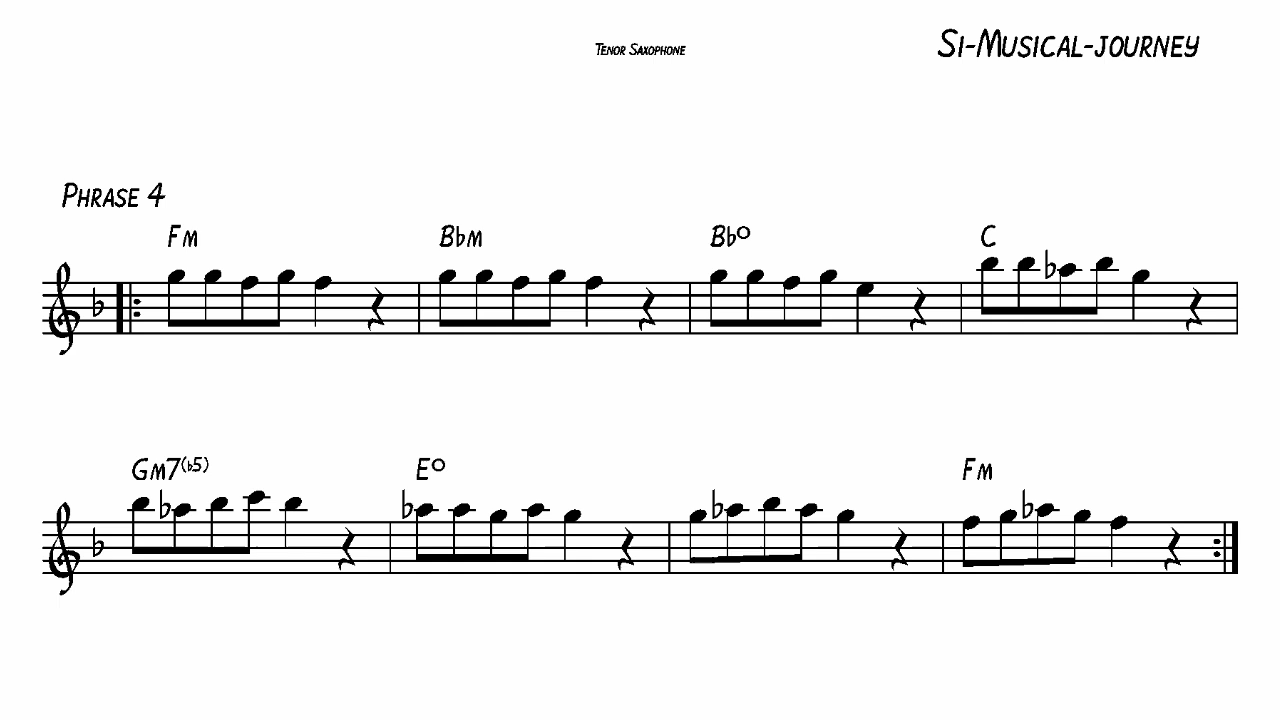 Tenor Saxophone
Si-Musical-journey
Phrase 4
Fm Bbm Bbo C
Gm7(b5) Eo Fm